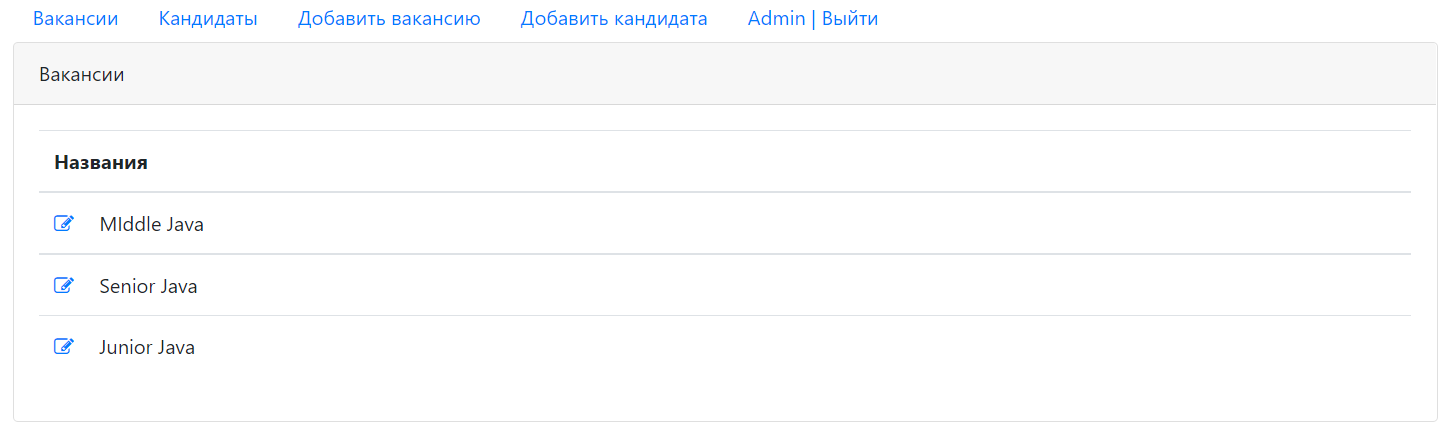 Вакансии Кандидаты Добавить вакансию Добавить кандидата Admin | Выйти
Вакансии
Названия
MIddle Java
Senior Java
Junior Java